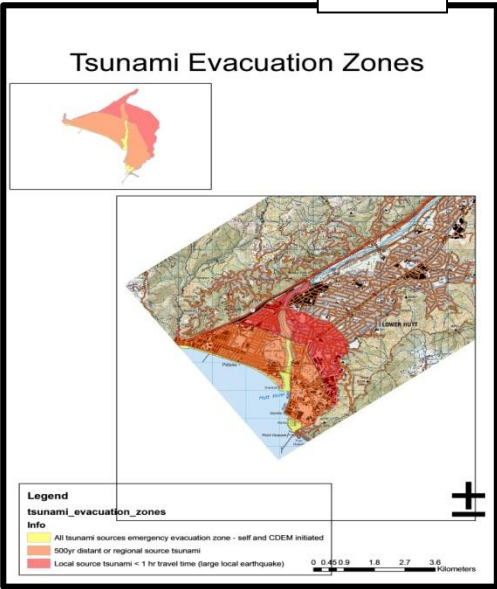 Tsunami Evacuation Zones
LOWER HUTT
Petone
Hutt River
Legend
tsunami_evacuation_zones
Info
All tsunami sources emergency evacuation zone - self and CDEM initiated
500yr distant or regional source tsunami
Local source tsunami < 1 hr travel time (large local earthquake)
0 0.45 0.9 1.8 2.7 3.6
Kilometers